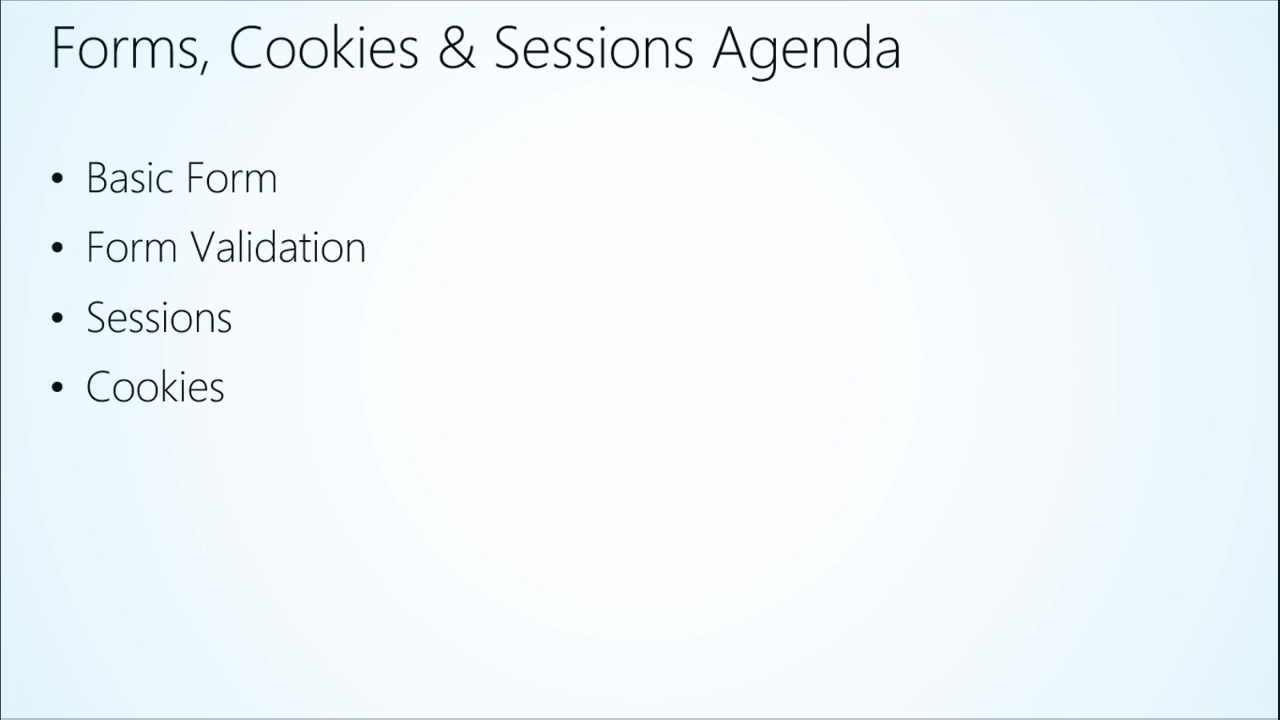 Forms, Cookies & Sessions Agenda
• Basic Form
• Form Validation
• Sessions
• Cookies